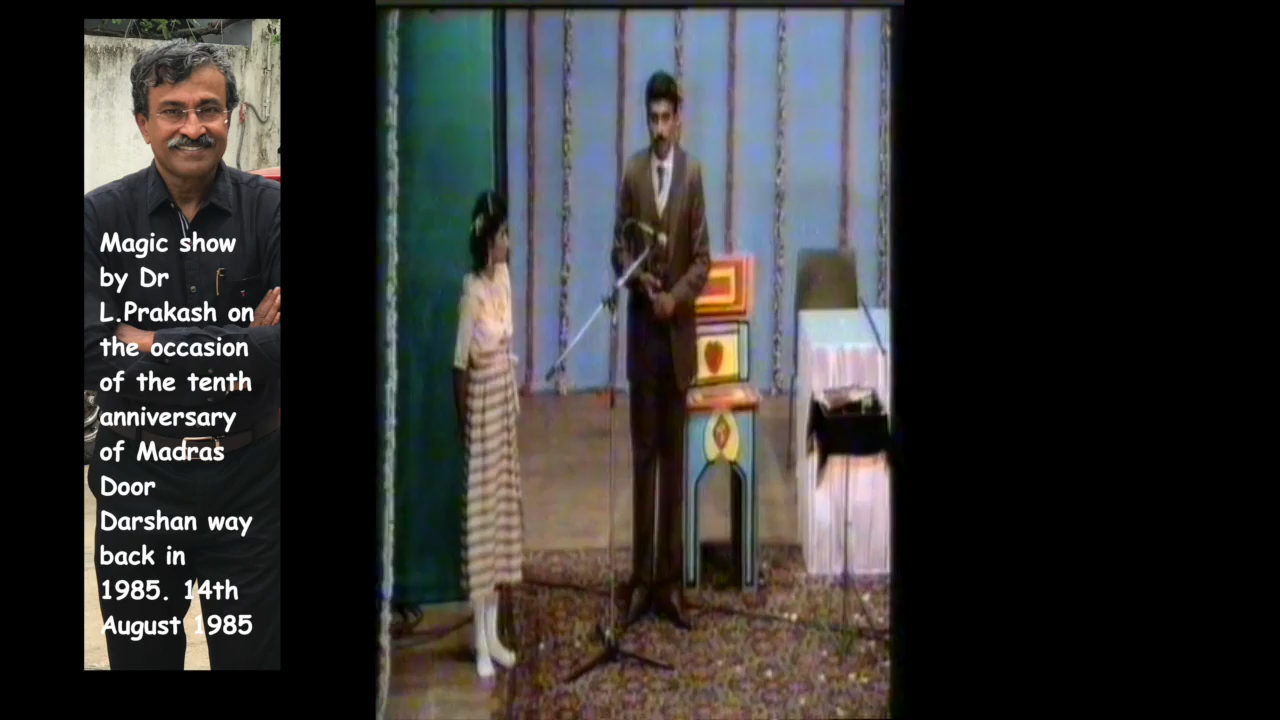 Magic show
by Dr
L.Prakash on
the occasion
of the tenth
anniversary
of Madras
Door
Darshan way
back in
1985. 14th
August 1985